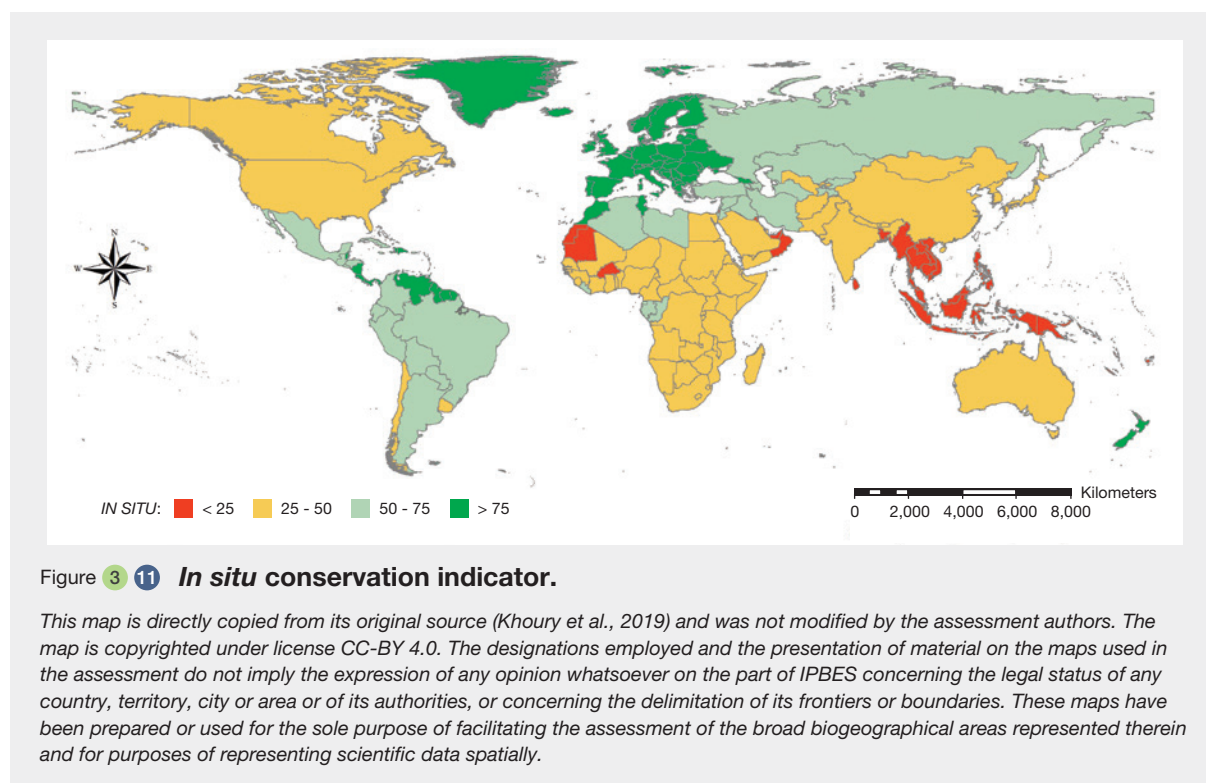 N
W E
S
IN SITU: < 25 25 - 50 50 - 75 > 75
Kilometers
0 2,000 4,000 6,000 8,000
Figure 3 11 In situ conservation indicator.
This map is directly copied from its original source (Khoury et al., 2019) and was not modified by the assessment authors. The
map is copyrighted under license CC-BY 4.0. The designations employed and the presentation of material on the maps used in
the assessment do not imply the expression of any opinion whatsoever on the part of IPBES concerning the legal status of any
country, territory, city or area or of its authorities, or concerning the delimitation of its frontiers or boundaries. These maps have
been prepared or used for the sole purpose of facilitating the assessment of the broad biogeographical areas represented therein
and for purposes of representing scientific data spatially.